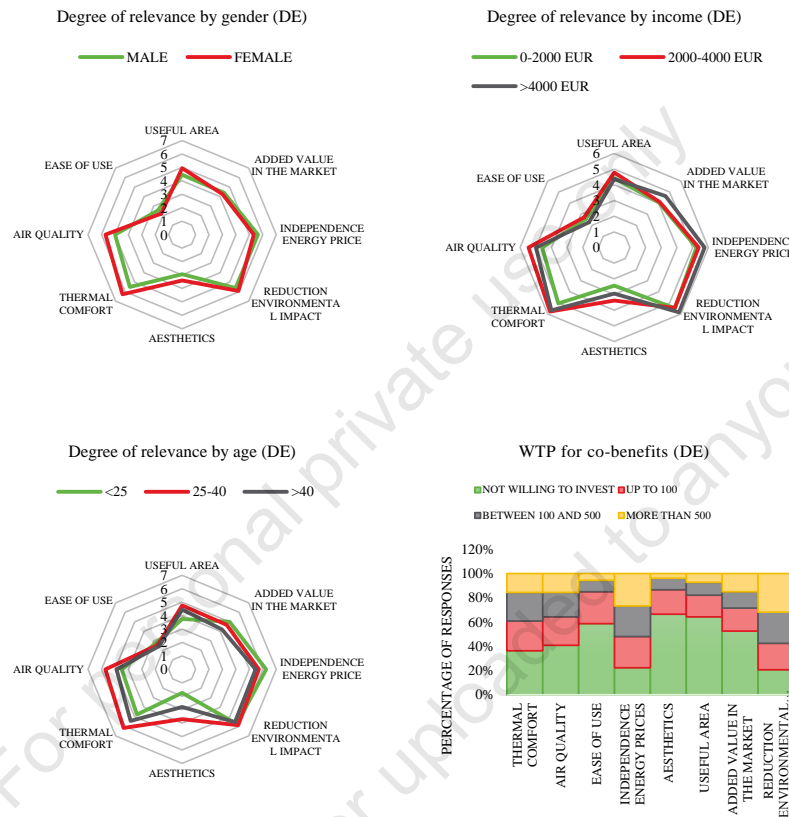 Degree of relevance by gender (DE)
MALE FEMALE
USEFUL AREA
ADDED VALUE
IN THE MARKET
INDEPENDENCE
ENERGY PRICE
REDUCTION
ENVIRONMENTA
L IMPACT
AESTHETICS
THERMAL
COMFORT
AIR QUALITY
EASE OF USE
7
6
5
4
3
2
1
0
Degree of relevance by income (DE)
0-2000 EUR 2000-4000 EUR
>4000 EUR
USEFUL AREA
ADDED VALUE
IN THE MARKET
INDEPENDENCE
ENERGY PRICE
REDUCTION
ENVIRONMENTA
L IMPACT
AESTHETICS
THERMAL
COMFORT
AIR QUALITY
EASE OF USE
6
5
4
3
2
1
0
Degree of relevance by age (DE)
<25 25-40 >40
USEFUL AREA
ADDED VALUE
IN THE MARKET
INDEPENDENCE
ENERGY PRICE
REDUCTION
ENVIRONMENTA
L IMPACT
AESTHETICS
THERMAL
COMFORT
AIR QUALITY
EASE OF USE
7
6
5
4
3
2
1
0
WTP for co-benefits (DE)
NOT WILLING TO INVEST UP TO 100
BETWEEN 100 AND 500 MORE THAN 500
PERCENTAGE OF RESPONSES
120%
100%
80%
60%
40%
20%
0%
THERMAL
COMFORT
AIR QUALITY
EASE OF USE
INDEPENDENCE
ENERGY PRICES
AESTHETICS
USEFUL AREA
ADDED VALUE IN
THE MARKET
REDUCTION
ENVIRONMENTAL...
For personal private use only
or uploaded to anyo